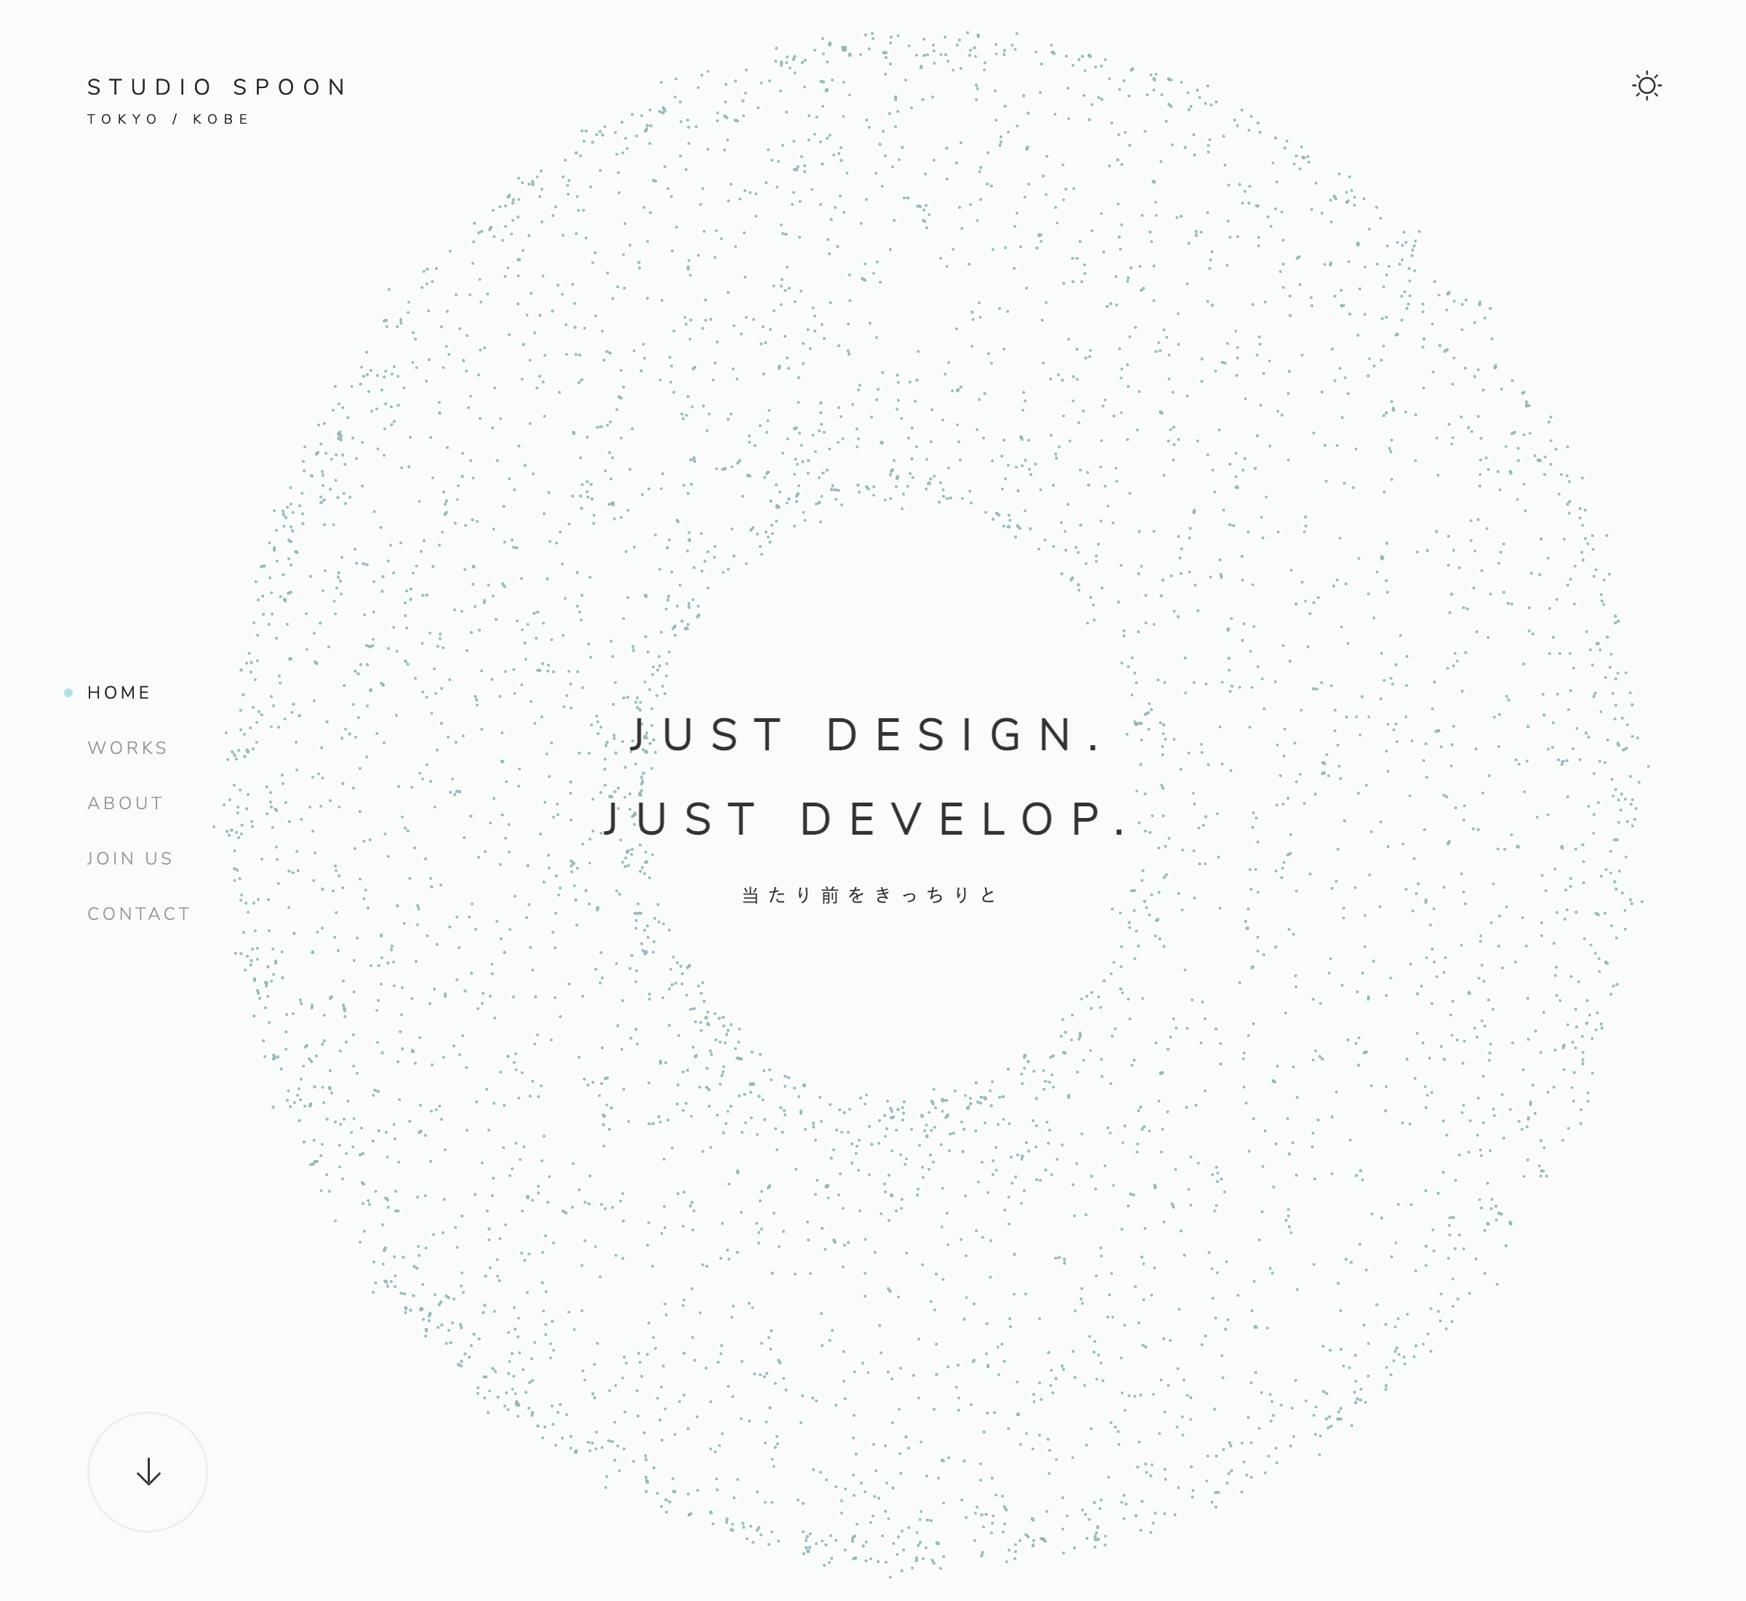 STUDIO SPOON
TOKYO / KOBE
HOME
WORKS
ABOUT
JOIN US
CONTACT
JUST DESIGN.
JUST DEVELOP.
当たり前をきっちりと